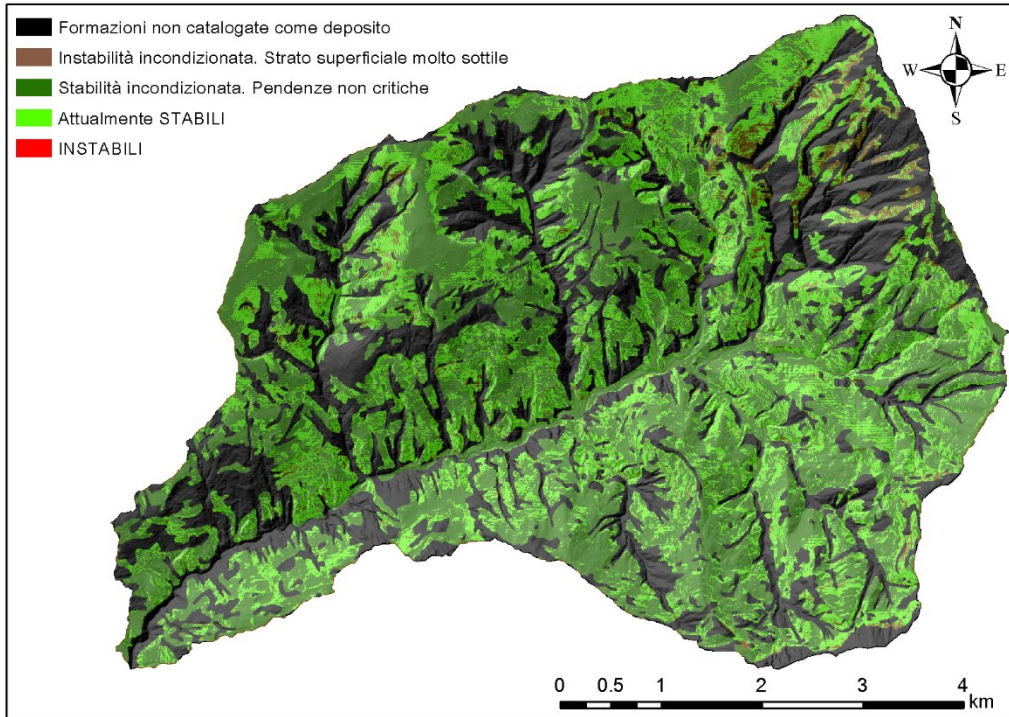 Formazioni non catalogate come deposito
Instabilità incondizionata. Strato superficiale molto sottile
Stabilità incondizionata. Pendenze non critiche
Attualmente STABILI
INSTABILI
N
W E
S
0 0.5 1 2 3 4
km